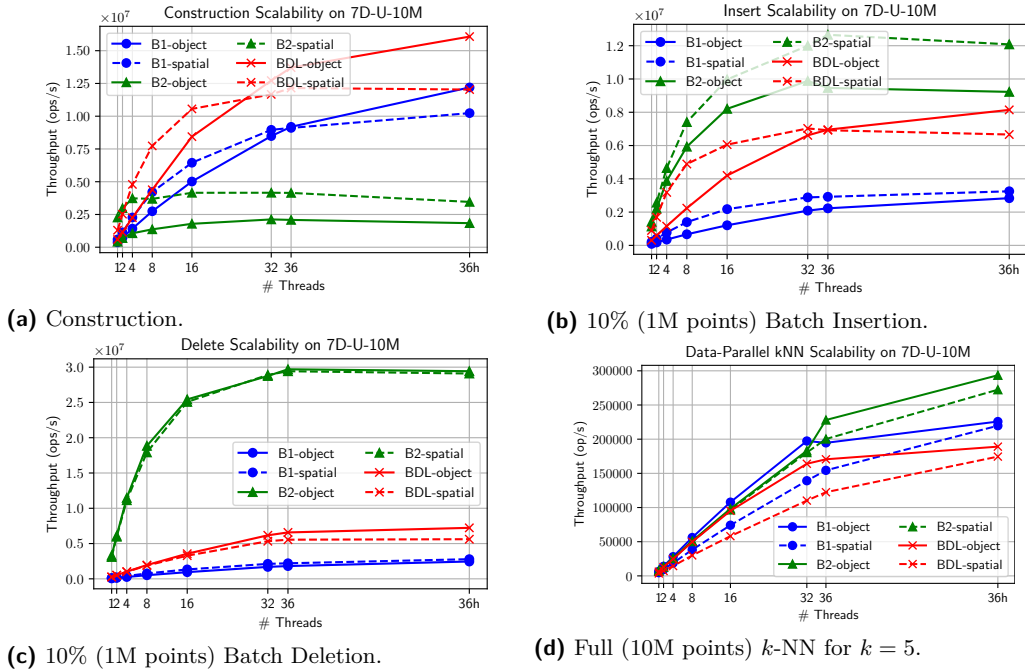 Construction Scalability on 7D-U-10M
×10⁷
B1-object
B1-spatial
B2-object
B2-spatial
BDL-object
BDL-spatial
Throughput (ops/s)
1.50
1.25
1.00
0.75
0.50
0.25
0.00
1 2 4 8 16 32 36 36h
# Threads
(a) Construction.
Insert Scalability on 7D-U-10M
×10⁷
B1-object
B1-spatial
B2-object
B2-spatial
BDL-object
BDL-spatial
Throughput (ops/s)
1.2
1.0
0.8
0.6
0.4
0.2
0.0
1 2 4 8 16 32 36 36h
# Threads
(b) 10% (1M points) Batch Insertion.
Delete Scalability on 7D-U-10M
×10⁷
Throughput (ops/s)
3.0
2.5
2.0
1.5
1.0
0.5
0.0
B1-object
B1-spatial
B2-object
B2-spatial
BDL-object
BDL-spatial
1 2 4 8 16 32 36 36h
# Threads
(c) 10% (1M points) Batch Deletion.
Data-Parallel kNN Scalability on 7D-U-10M
Throughput (ops/s)
300000
250000
200000
150000
100000
50000
0
B1-object
B1-spatial
B2-object
B2-spatial
BDL-object
BDL-spatial
1 2 4 8 16 32 36 36h
# Threads
(d) Full (10M points) k-NN for k = 5.